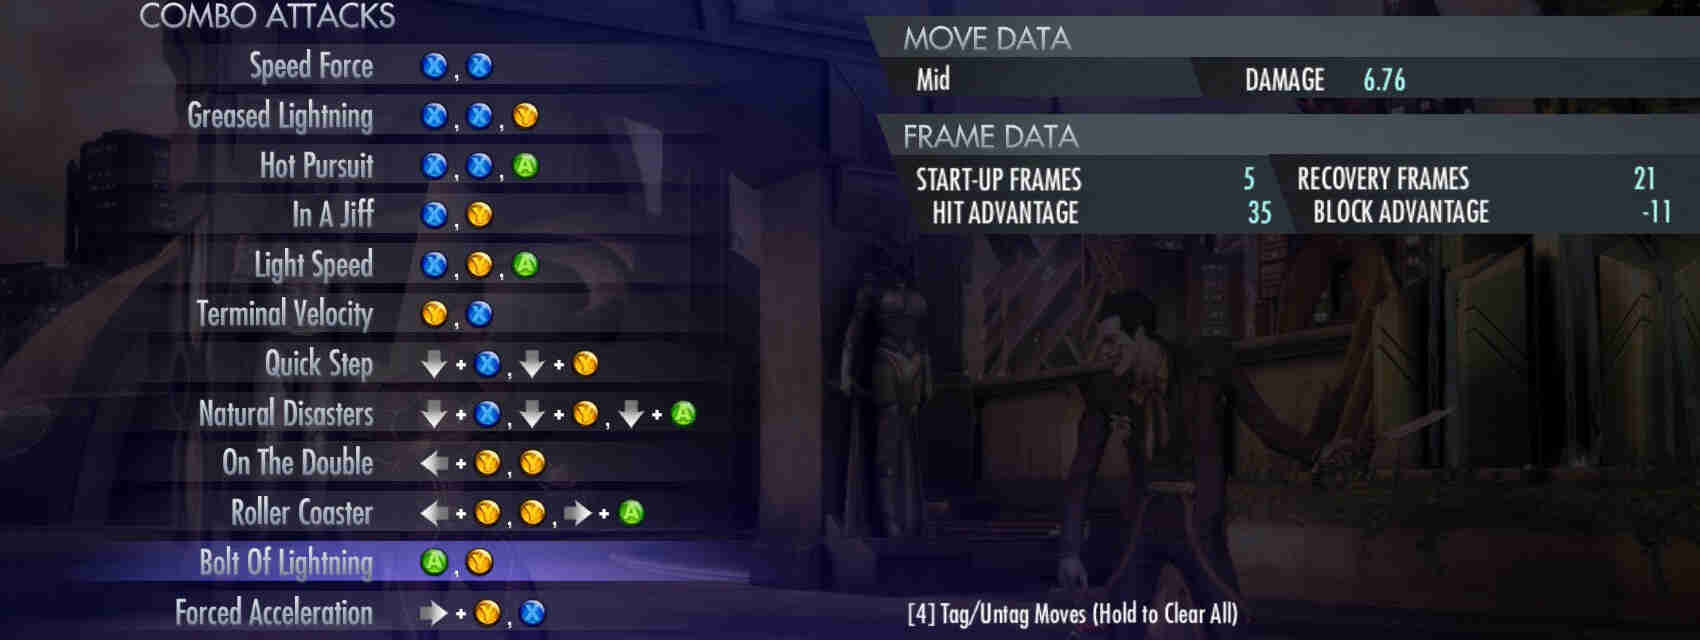 COMBO ATTACKS
Speed Force X , X
Greased Lightning X , X , Y
Hot Pursuit X , X , A
In A Jiff X , Y
Light Speed X , Y , A
Terminal Velocity Y , X
Quick Step + X , + Y
Natural Disasters + X , + Y , + A
On The Double + Y , Y
Roller Coaster + Y , Y , + A
Bolt Of Lightning A , Y
Forced Acceleration + Y , X
MOVE DATA
Mid DAMAGE 6.76
FRAME DATA
START-UP FRAMES 5 RECOVERY FRAMES 21
HIT ADVANTAGE 35 BLOCK ADVANTAGE -11
[4] Tag/Untag Moves (Hold to Clear All)